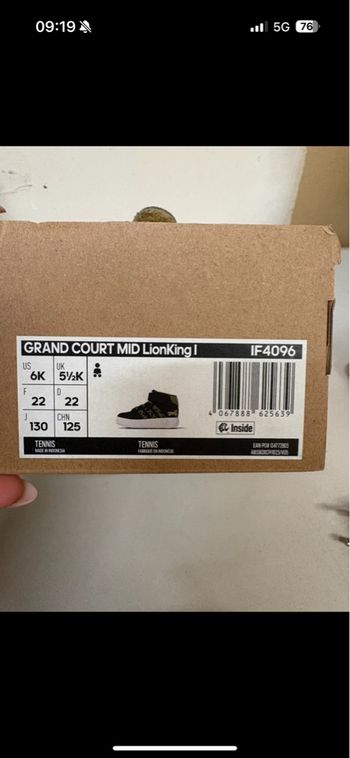 09:19
5G 76
GRAND COURT MID LionKing I IF4096
US UK
6K 5½K
F D
22 22
J CHN
130 125
4 067888 625639
Inside
TENNIS TENNIS
MADE IN INDONESIA FABRIQUÉ EN INDONÉSIE